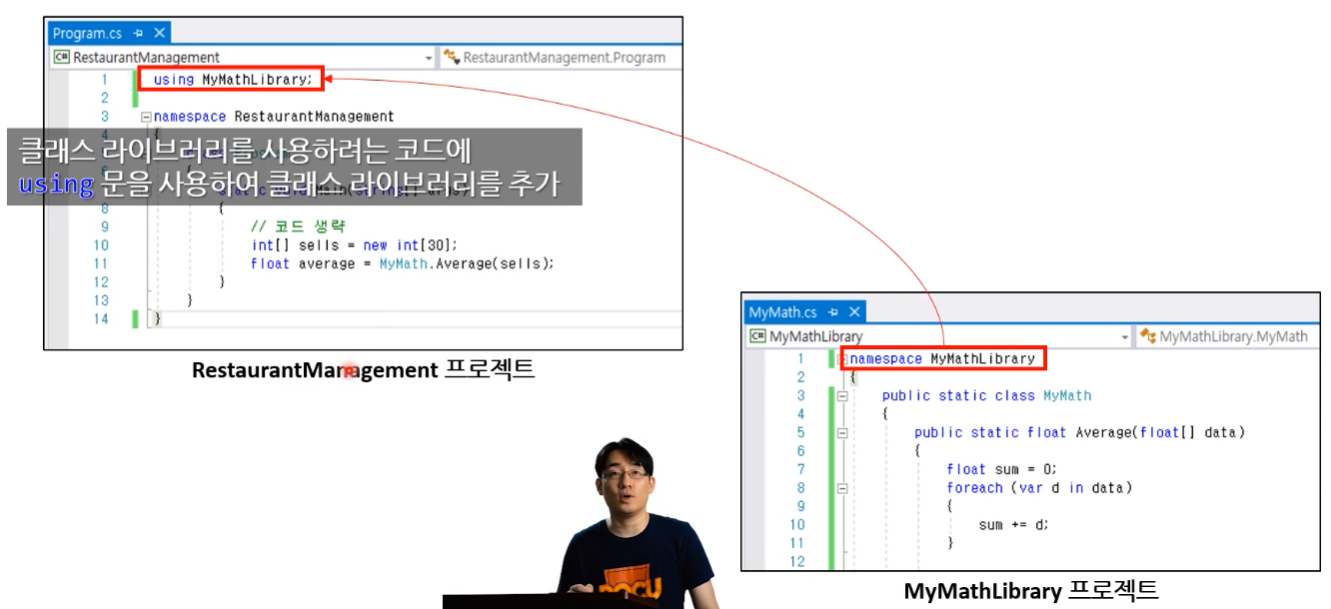 Program.cs
RestaurantManagement
RestaurantManagement.Program
1 using MyMathLibrary;
2
3 namespace RestaurantManagement
4 {
클래스 라이브러리를 사용하려는 코드에
using 문을 사용하여 클래스 라이브러리를 추가
8 {
9 // 코드 생략
10 int[] sells = new int[30];
11 float average = MyMath.Average(sells);
12 }
13 }
14 }
RestaurantManagement 프로젝트
MyMath.cs
MyMathLibrary
MyMathLibrary.MyMath
1 namespace MyMathLibrary
2 {
3 public static class MyMath
4 {
5 public static float Average(float[] data)
6 {
7 float sum = 0;
8 foreach (var d in data)
9 {
10 sum += d;
11 }
12
MyMathLibrary 프로젝트